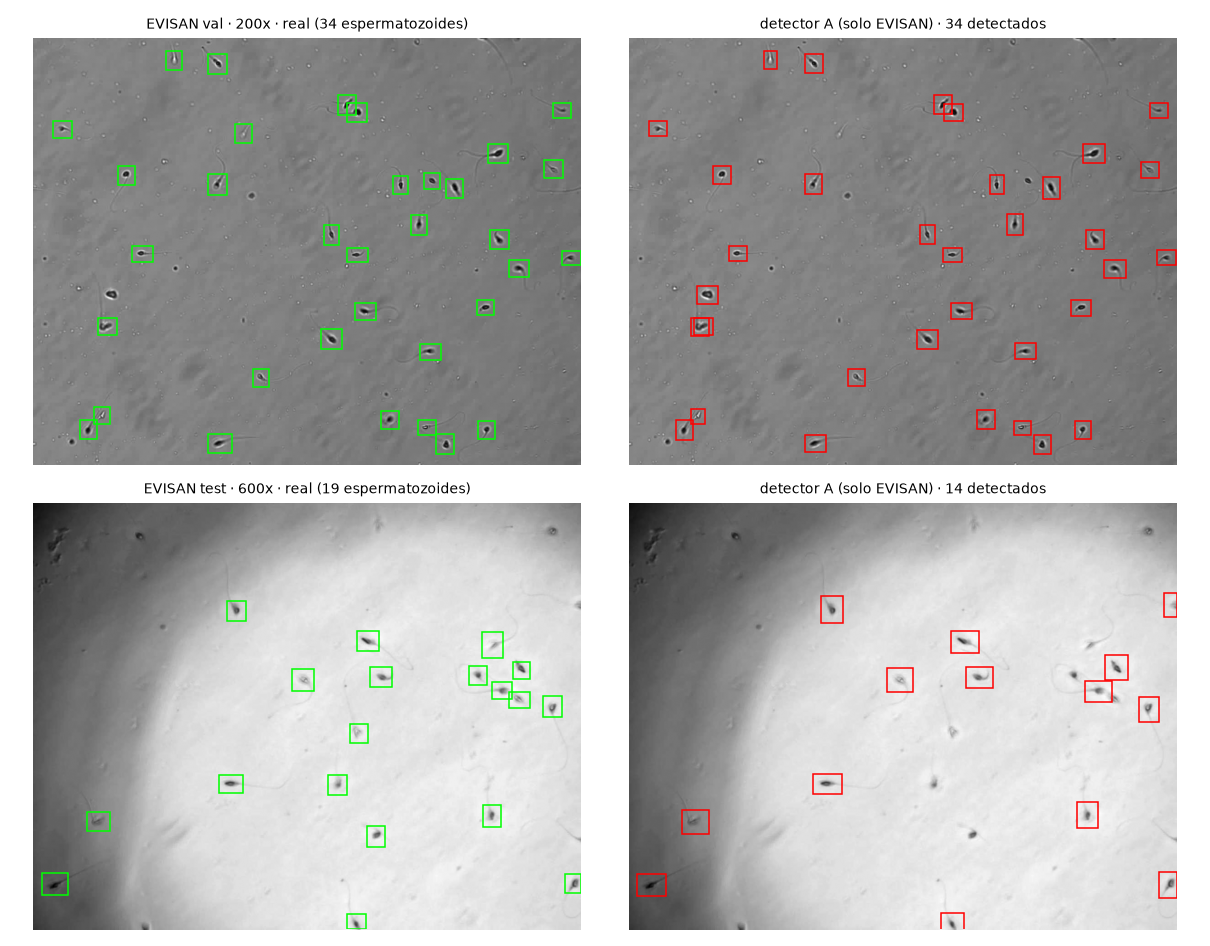 EVISAN val · 200x · real (34 espermatozoides)
detector A (solo EVISAN) · 34 detectados
EVISAN test · 600x · real (19 espermatozoides)
detector A (solo EVISAN) · 14 detectados